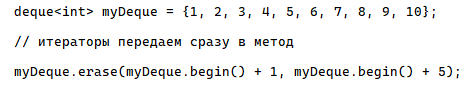 deque<int> myDeque = {1, 2, 3, 4, 5, 6, 7, 8, 9, 10};
// итераторы передаем сразу в метод
myDeque.erase(myDeque.begin() + 1, myDeque.begin() + 5);